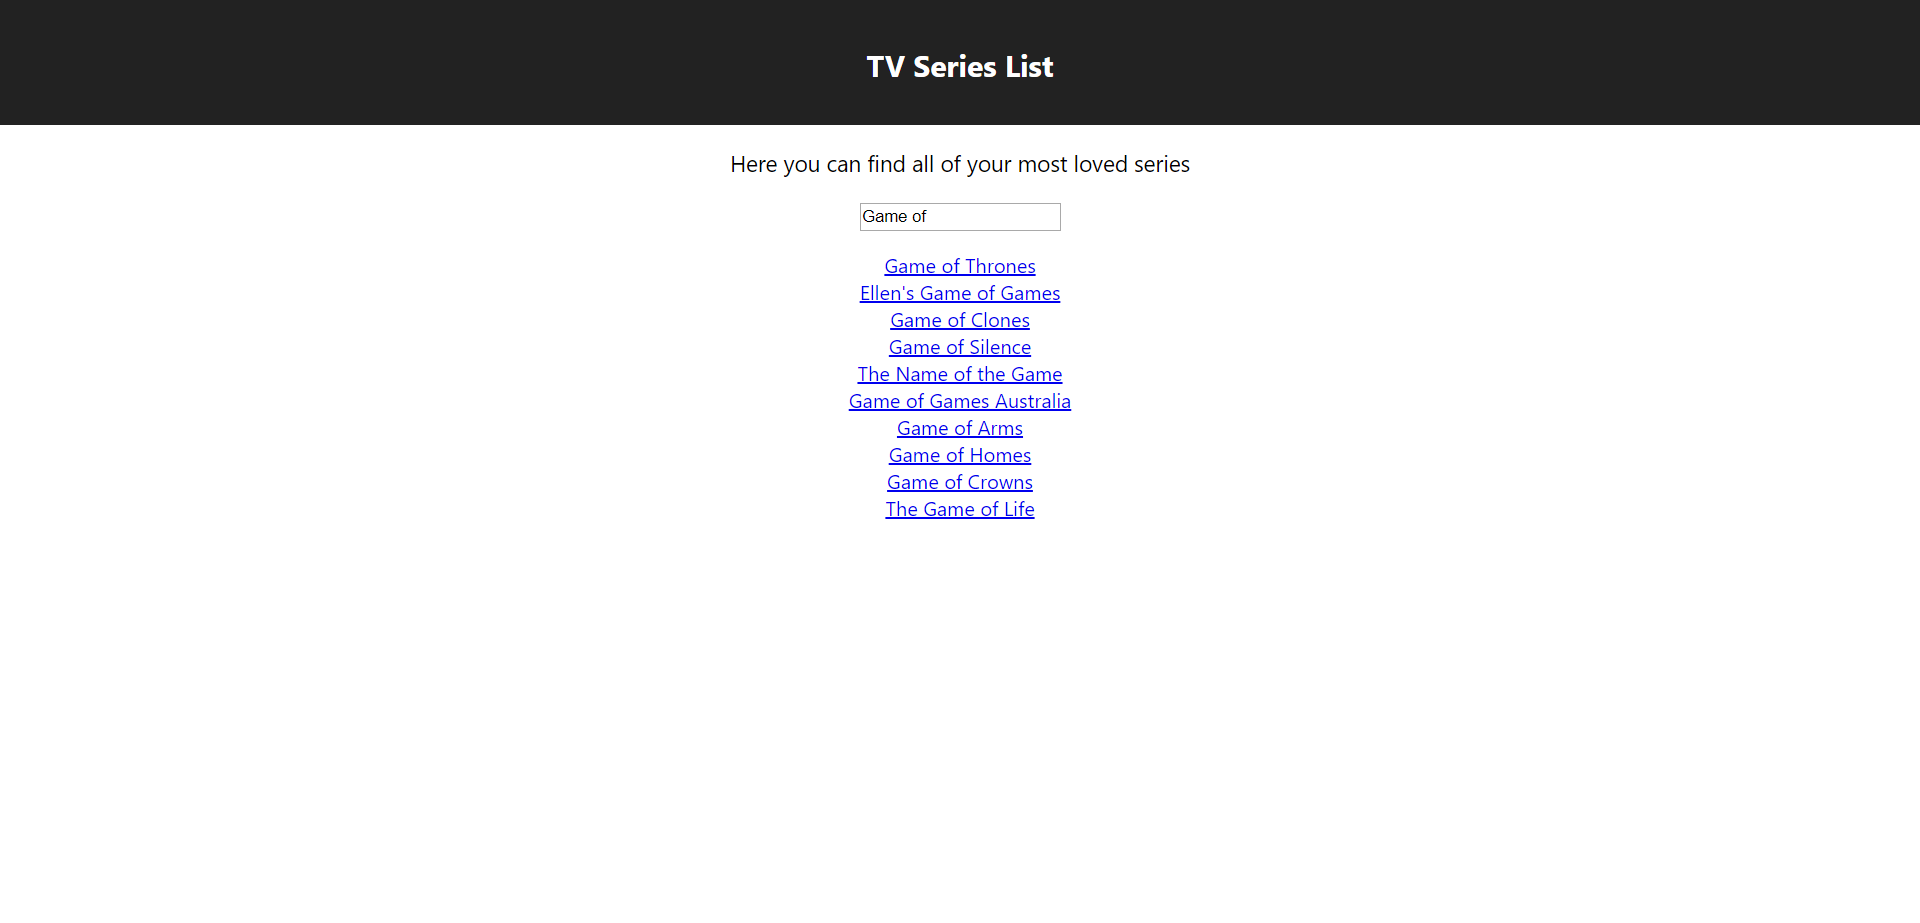 TV Series List
Here you can find all of your most loved series
Game of
Game of Thrones
Ellen's Game of Games
Game of Clones
Game of Silence
The Name of the Game
Game of Games Australia
Game of Arms
Game of Homes
Game of Crowns
The Game of Life